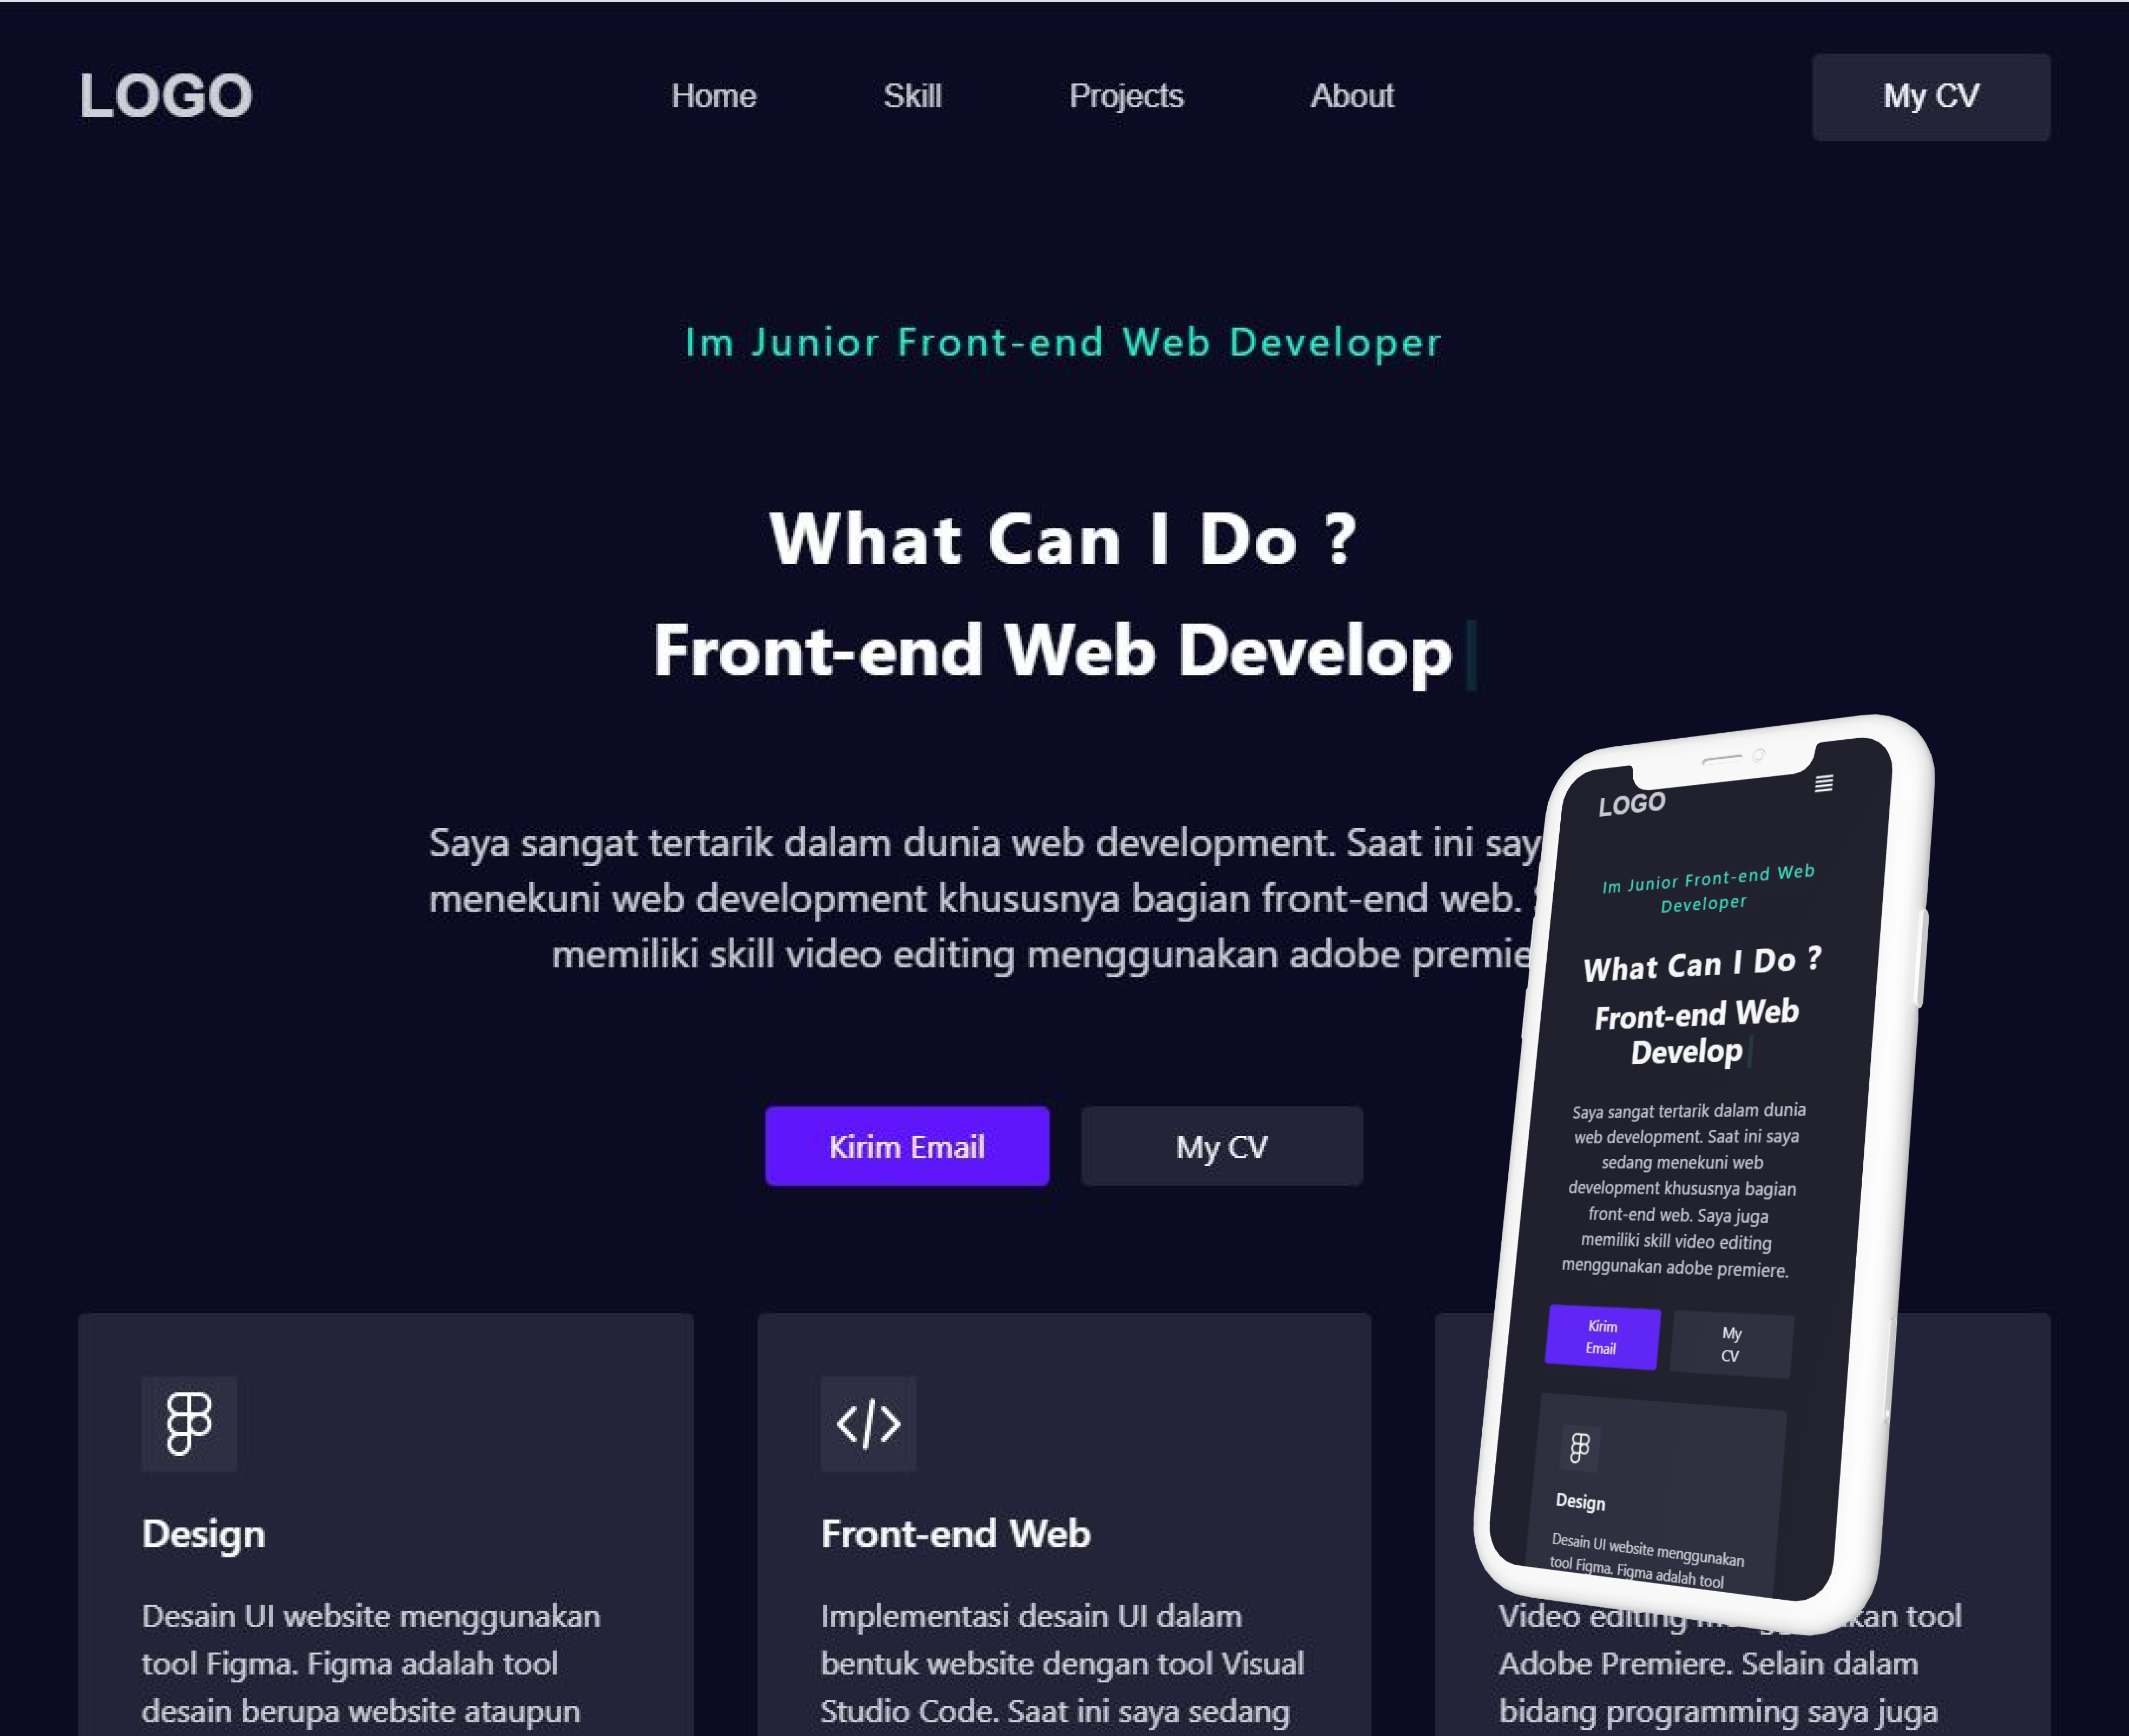 LOGO
Home
Skill
Projects
About
My CV
Im Junior Front-end Web Developer
What Can I Do ?
Front-end Web Develop
Saya sangat tertarik dalam dunia web development. Saat ini
menekuni web development khususnya bagian front-end web.
memiliki skill video editing menggunakan adobe
Kirim Email
My CV
LOGO
Im Junior Front-end Web
Developer
What Can I Do ?
Front-end Web
Develop
Saya sangat tertarik dalam dunia
web development. Saat ini saya
sedang menekuni web
development khususnya bagian
front-end web. Saya juga
memiliki skill video editing
menggunakan adobe premiere.
Kirim
Email
My
CV
Design
Desain UI website menggunakan
tool Figma. Figma adalah tool
Design
Desain UI website menggunakan
tool Figma. Figma adalah tool
desain berupa website ataupun
Front-end Web
Implementasi desain UI dalam
bentuk website dengan tool Visual
Studio Code. Saat ini saya sedang
Video editing tool
Adobe Premiere. Selain dalam
bidang programming saya juga